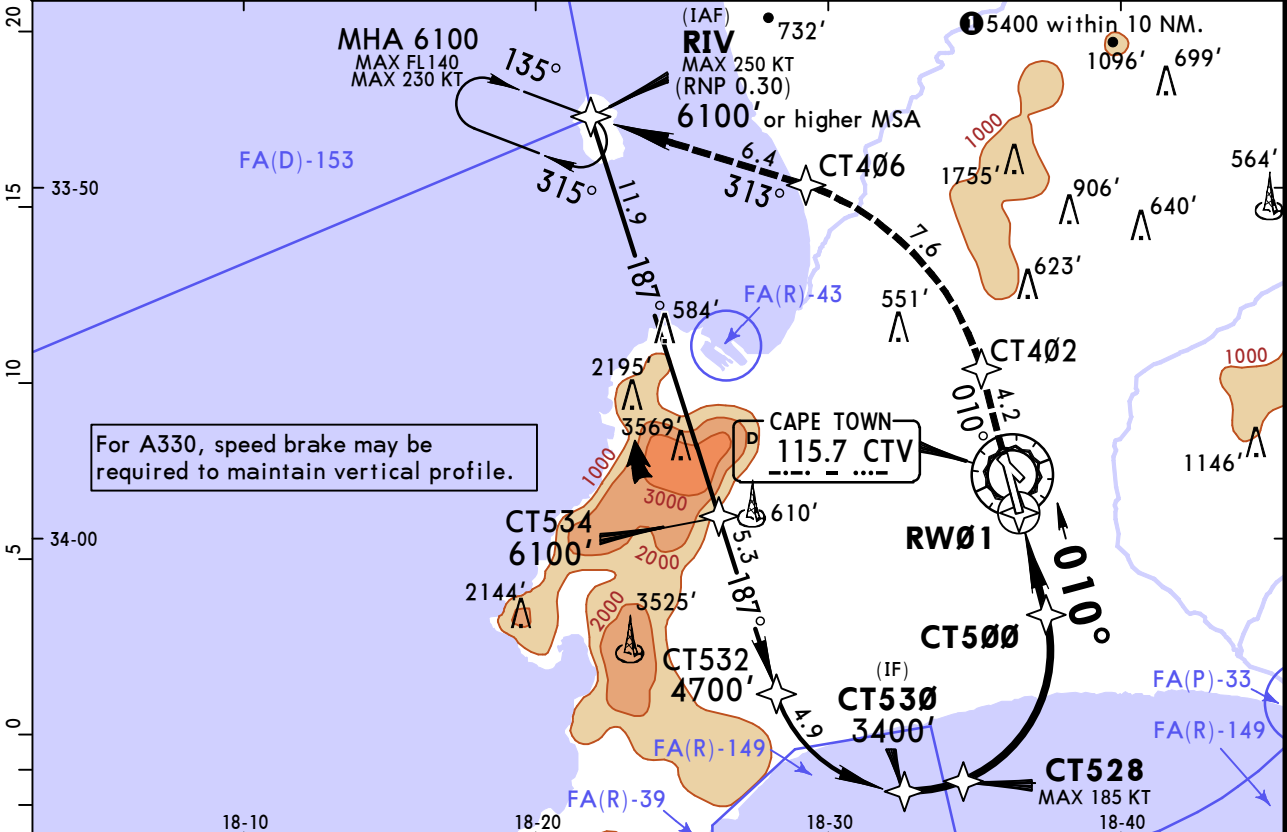 20
15
10
5
0
MHA 6100
MAX FL140
MAX 230 KT
135°
315°
(IAF)
RIV
MAX 250 KT
(RNP 0.30)
6100' or higher MSA
732'
1 5400 within 10 NM.
1096'
699'
1000
1755'
906'
640'
564'
623'
551'
FA(D)-153
33-50
6.4
313°
CT4Ø6
7.6
11.9
187°
584'
FA(R)-43
CT4Ø2
4.2
010°
2195'
3569'
1000
3000
2000
CAPE TOWN
D
115.7 CTV
1000
1146'
For A330, speed brake may be
required to maintain vertical profile.
610'
CT534
6100'
34-00
RWØ1
5.3
187°
010°
2144'
2000
3525'
CT5ØØ
CT532
4700'
4.9
(IF)
CT53Ø
3400'
FA(P)-33
FA(R)-149
FA(R)-149
FA(R)-39
CT528
MAX 185 KT
18-10
18-20
18-30
18-40